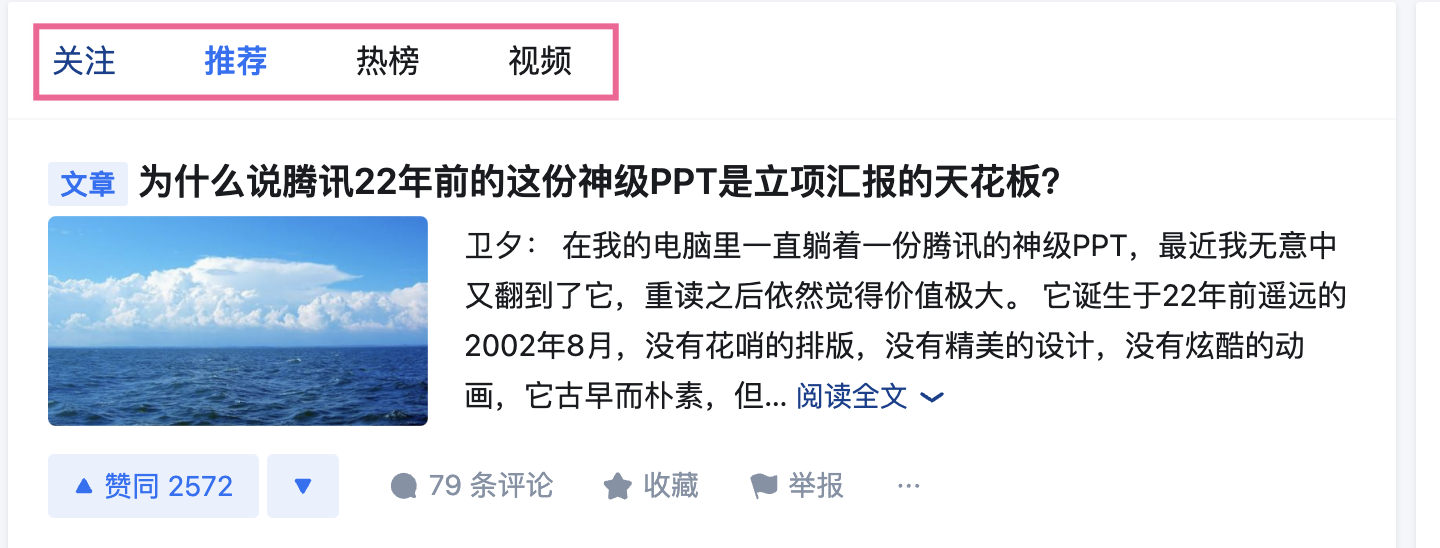 关注 推荐 热榜 视频
文章 为什么说腾讯22年前的这份神级PPT是立项汇报的天花板?
卫夕： 在我的电脑里一直躺着一份腾讯的神级PPT，最近我无意中
又翻到了它，重读之后依然觉得价值极大。 它诞生于22年前遥远的
2002年8月，没有花哨的排版，没有精美的设计，没有炫酷的动
画，它古早而朴素，但... 阅读全文
赞同 2572 79 条评论 收藏 举报 ···